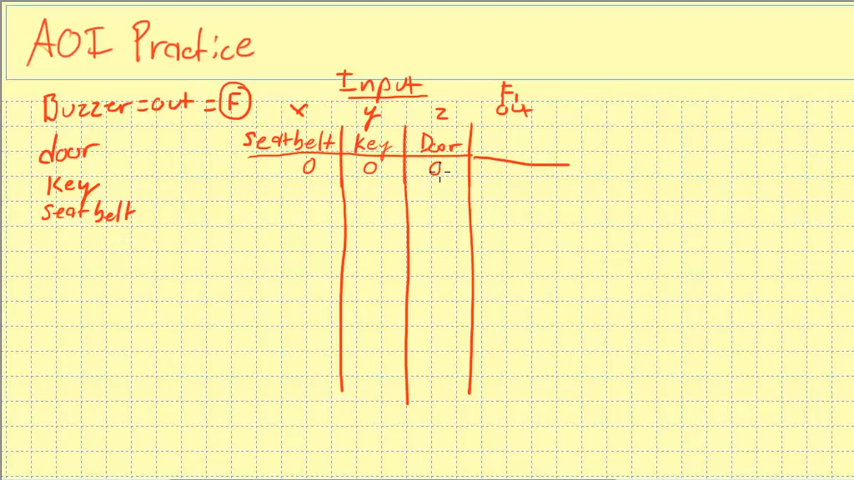 AOI Practice
Input
Buzzer = out = F
x y z
F
out
door
Seatbelt Key Door
0 0 0
Key
Seatbelt